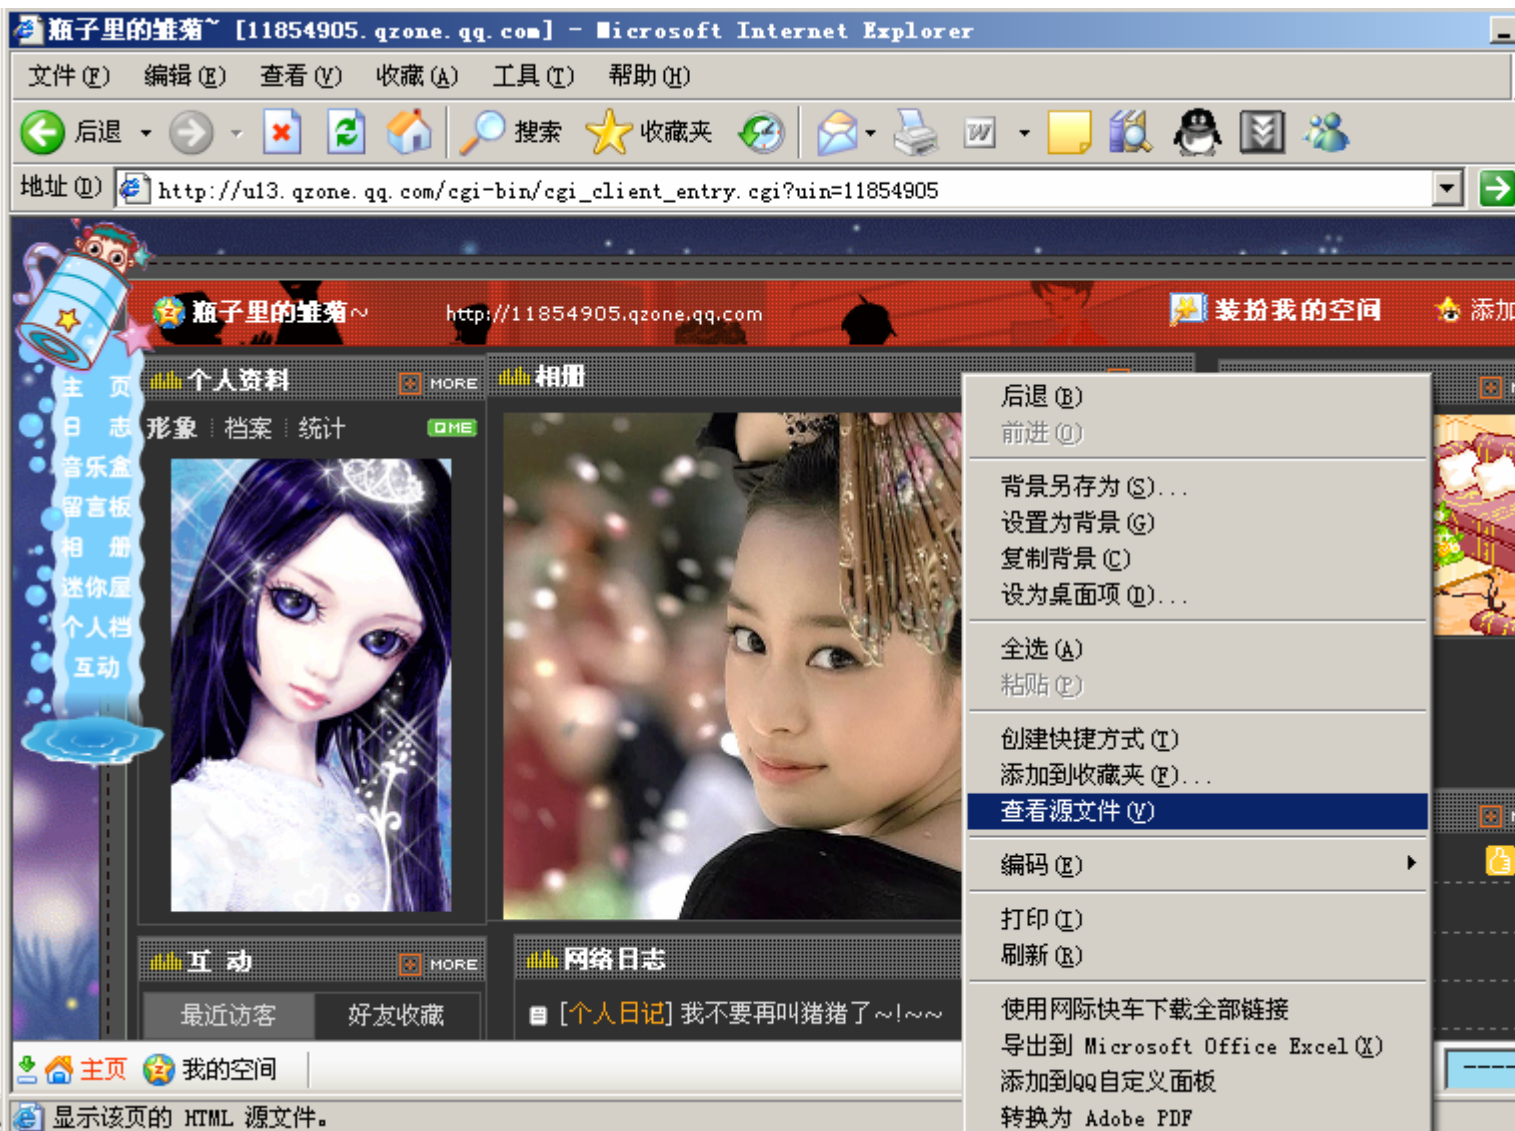 瓶子里的雏菊~ [11854905.qzone.qq.com] - Microsoft Internet Explorer
文件(F) 编辑(E) 查看(V) 收藏(A) 工具(T) 帮助(H)
后退 搜索 收藏夹
地址(D) http://u13.qzone.qq.com/cgi-bin/cgi_client_entry.cgi?uin=11854905
瓶子里的雏菊~ http://11854905.qzone.qq.com 装扮我的空间 添加
主 页
日 志
音乐盒
留言板
相 册
迷你屋
个人档
互动
个人资料 MORE
形象 档案 统计 QME
相册
互 动 MORE
最近访客 好友收藏
网络日志
[个人日记] 我不要再叫猪猪了~!~~
后退(B)
前进(O)
背景另存为(S)...
设置为背景(G)
复制背景(C)
设为桌面项(D)...
全选(A)
粘贴(P)
创建快捷方式(T)
添加到收藏夹(F)...
查看源文件(V)
编码(E)
打印(I)
刷新(R)
使用网际快车下载全部链接
导出到 Microsoft Office Excel(X)
添加到QQ自定义面板
转换为 Adobe PDF
主页 我的空间
显示该页的 HTML 源文件。